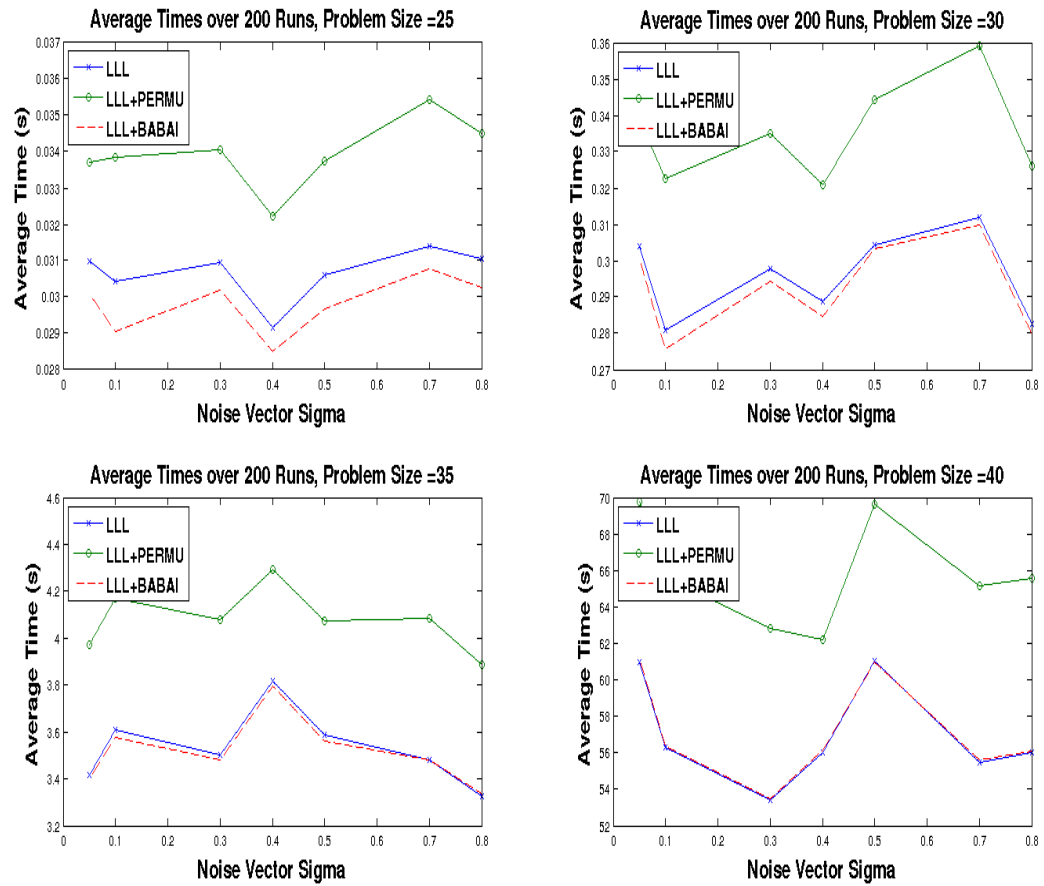 Average Times over 200 Runs, Problem Size =25
0.037
0.036
0.035
0.034
0.033
0.032
0.031
0.03
0.029
0.028
Average Time (s)
LLL
LLL+PERMU
LLL+BABAI
0 0.1 0.2 0.3 0.4 0.5 0.6 0.7 0.8
Noise Vector Sigma
Average Times over 200 Runs, Problem Size =30
0.36
0.35
0.34
0.33
0.32
0.31
0.3
0.29
0.28
0.27
Average Time (s)
LLL
LLL+PERMU
LLL+BABAI
0 0.1 0.2 0.3 0.4 0.5 0.6 0.7 0.8
Noise Vector Sigma
Average Times over 200 Runs, Problem Size =35
4.6
4.4
4.2
4
3.8
3.6
3.4
3.2
Average Time (s)
LLL
LLL+PERMU
LLL+BABAI
0 0.1 0.2 0.3 0.4 0.5 0.6 0.7 0.8
Noise Vector Sigma
Average Times over 200 Runs, Problem Size =40
70
68
66
64
62
60
58
56
54
52
Average Time (s)
LLL
LLL+PERMU
LLL+BABAI
0 0.1 0.2 0.3 0.4 0.5 0.6 0.7 0.8
Noise Vector Sigma